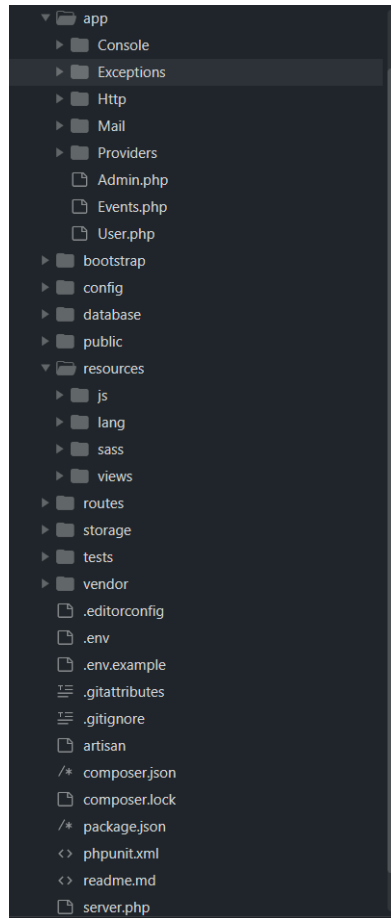 app
Console
Exceptions
Http
Mail
Providers
Admin.php
Events.php
User.php
bootstrap
config
database
public
resources
js
lang
sass
views
routes
storage
tests
vendor
.editorconfig
.env
.env.example
.gitattributes
.gitignore
artisan
/* composer.json
composer.lock
/* package.json
<> phpunit.xml
<> readme.md
server.php